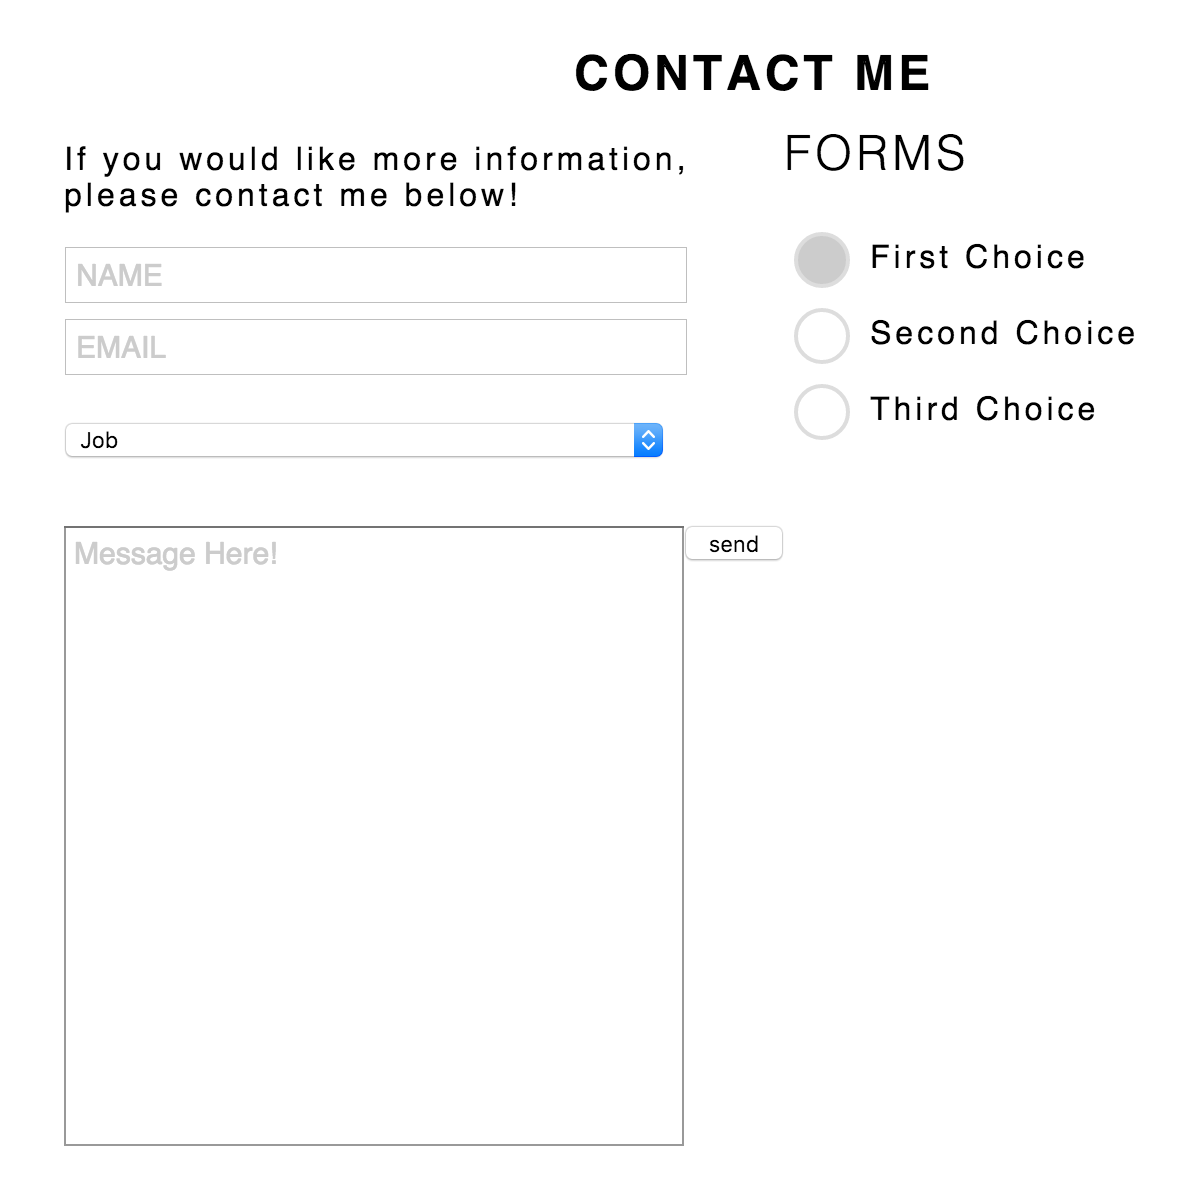 CONTACT ME
If you would like more information,
please contact me below!
NAME
EMAIL
Job
Message Here!
send
FORMS
First Choice
Second Choice
Third Choice